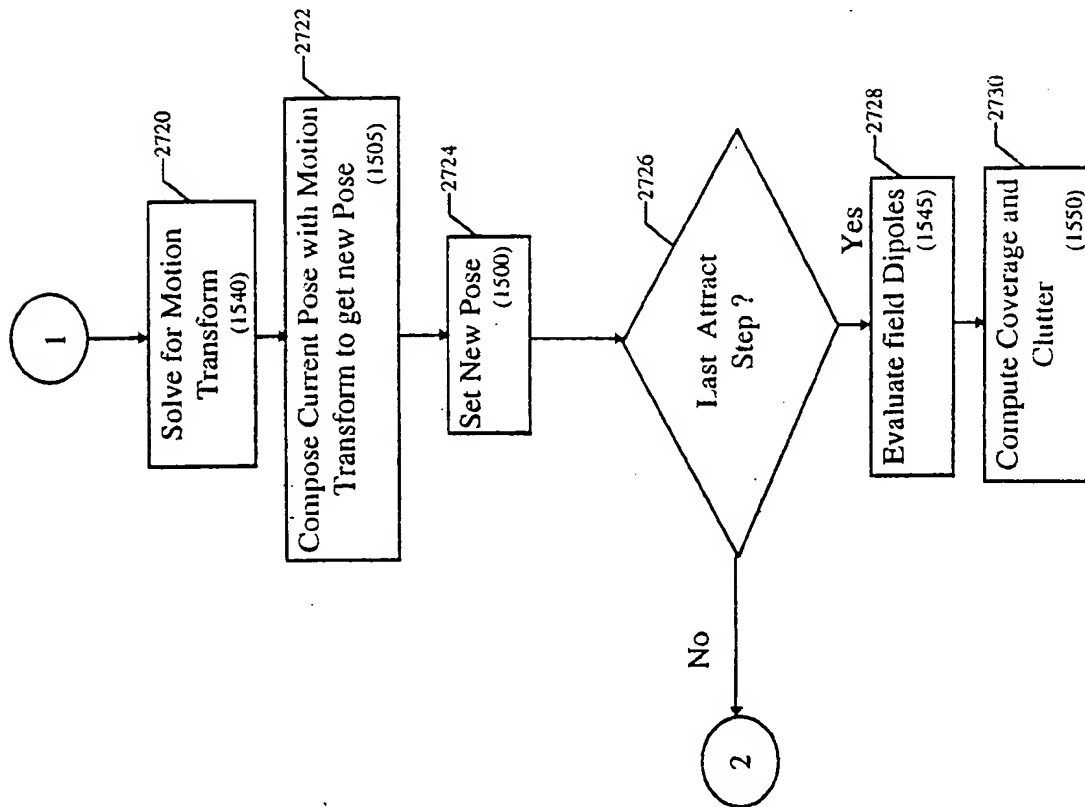 1
2720
Solve for Motion
Transform
(1540)
2722
Compose Current Pose with Motion
Transform to get new Pose
(1505)
2724
Set New Pose
(1500)
2726
Last Attract
Step ?
No
2
Yes
2728
Evaluate field Dipoles
(1545)
2730
Compute Coverage and
Clutter
(1550)